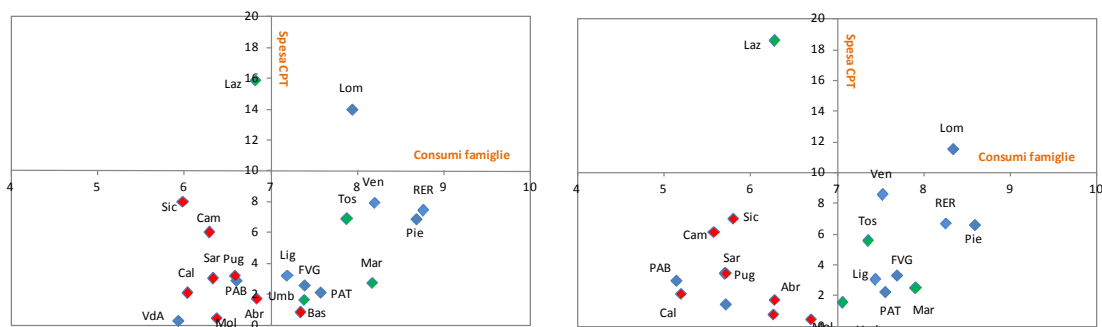 20
18
16
14
12
10
8
6
4
2
0
4
5
6
7
8
9
10
Spesa CPT
Consumi famiglie
Laz
Lom
Ven
RER
Tos
Pie
Sic
Cam
Sar
Pug
Cal
PAB
Lig
FVG
Mar
PAT
Umb
Bas
Abr
VdA
Mol
20
18
16
14
12
10
8
6
4
2
0
4
5
6
7
8
9
10
Spesa CPT
Consumi famiglie
Laz
Lom
Ven
RER
Tos
Pie
Sic
Cam
Sar
Pug
PAB
Cal
Abr
Lig
FVG
PAT
Mar